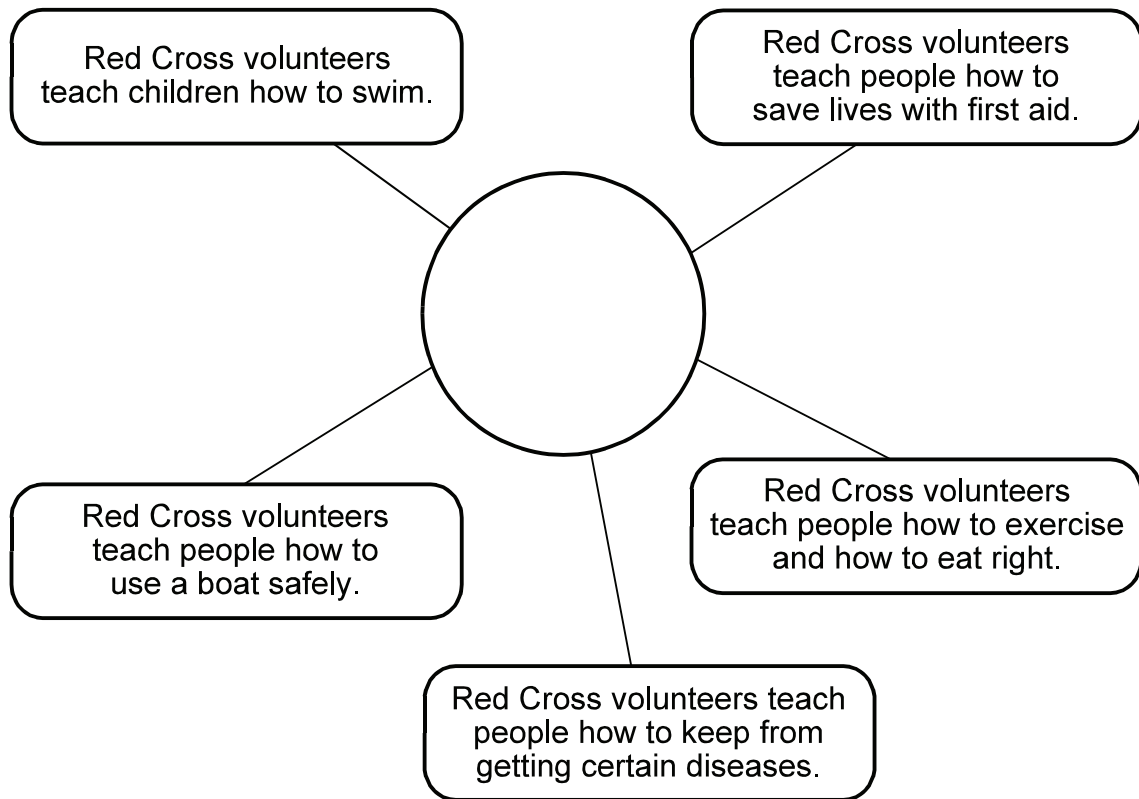 Red Cross volunteers
teach children how to swim.
Red Cross volunteers
teach people how to
save lives with first aid.
Red Cross volunteers
teach people how to
use a boat safely.
Red Cross volunteers
teach people how to exercise
and how to eat right.
Red Cross volunteers teach
people how to keep from
getting certain diseases.